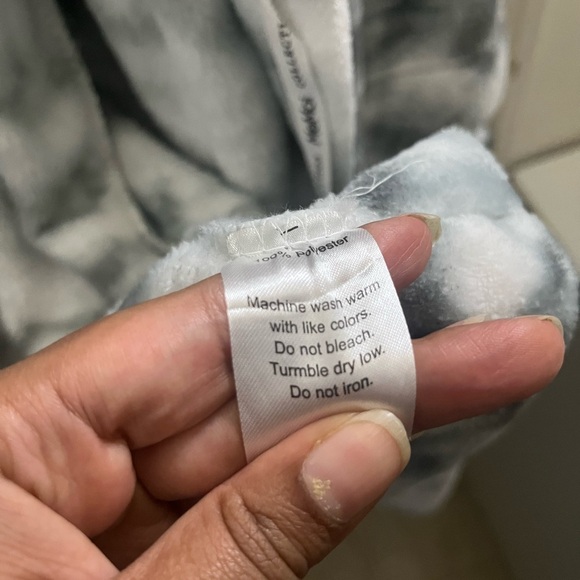 100% Polyester
Machine wash warm
with like colors.
Do not bleach.
Turmble dry low.
Do not iron.